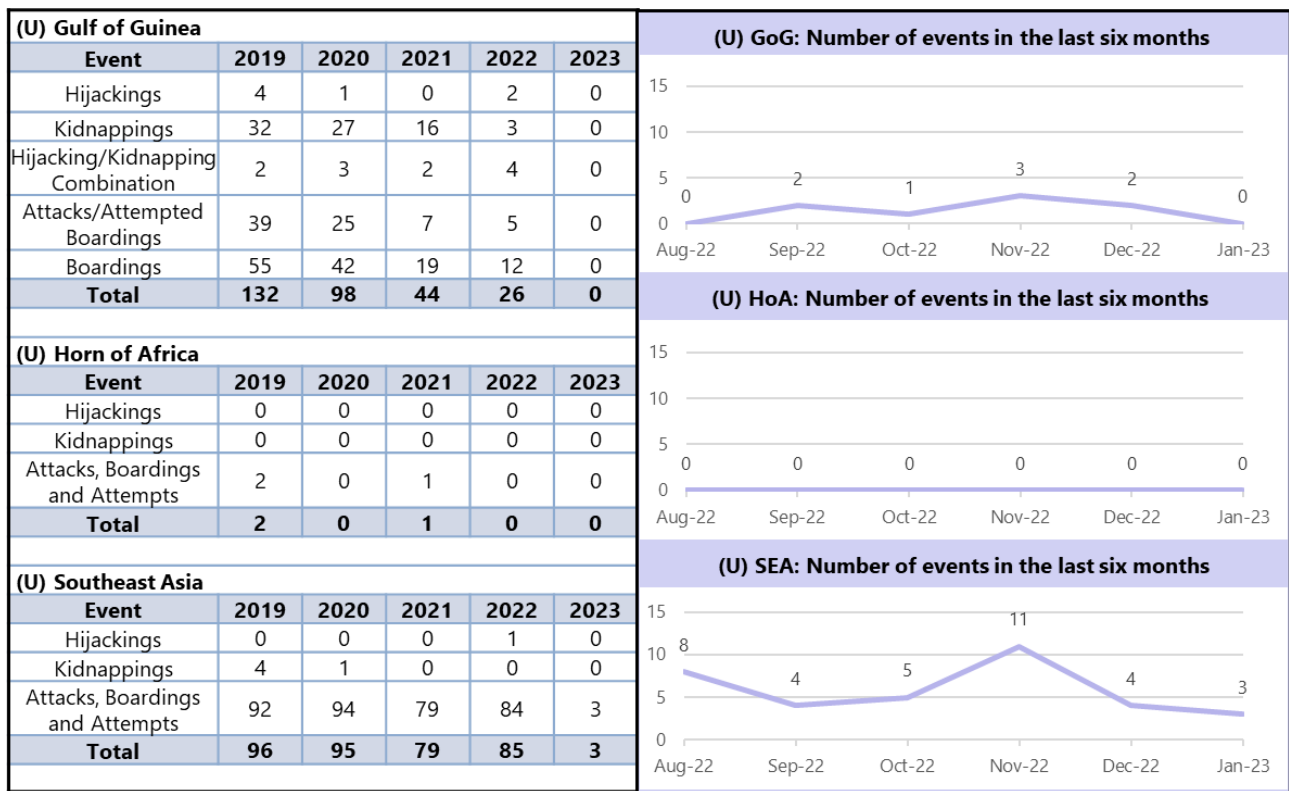 (U) Gulf of Guinea
Event 2019 2020 2021 2022 2023
Hijackings 4 1 0 2 0
Kidnappings 32 27 16 3 0
Hijacking/Kidnapping
Combination 2 3 2 4 0
Attacks/Attempted
Boardings 39 25 7 5 0
Boardings 55 42 19 12 0
Total 132 98 44 26 0
(U) Horn of Africa
Event 2019 2020 2021 2022 2023
Hijackings 0 0 0 0 0
Kidnappings 0 0 0 0 0
Attacks, Boardings
and Attempts 2 0 1 0 0
Total 2 0 1 0 0
(U) Southeast Asia
Event 2019 2020 2021 2022 2023
Hijackings 0 0 0 1 0
Kidnappings 4 1 0 0 0
Attacks, Boardings
and Attempts 92 94 79 84 3
Total 96 95 79 85 3
(U) GoG: Number of events in the last six months
15
10
5
0
0 2 1 3 2 0
Aug-22 Sep-22 Oct-22 Nov-22 Dec-22 Jan-23
(U) HoA: Number of events in the last six months
15
10
5
0
0 0 0 0 0 0
Aug-22 Sep-22 Oct-22 Nov-22 Dec-22 Jan-23
(U) SEA: Number of events in the last six months
15
10
5
0
8 4 5 11 4 3
Aug-22 Sep-22 Oct-22 Nov-22 Dec-22 Jan-23